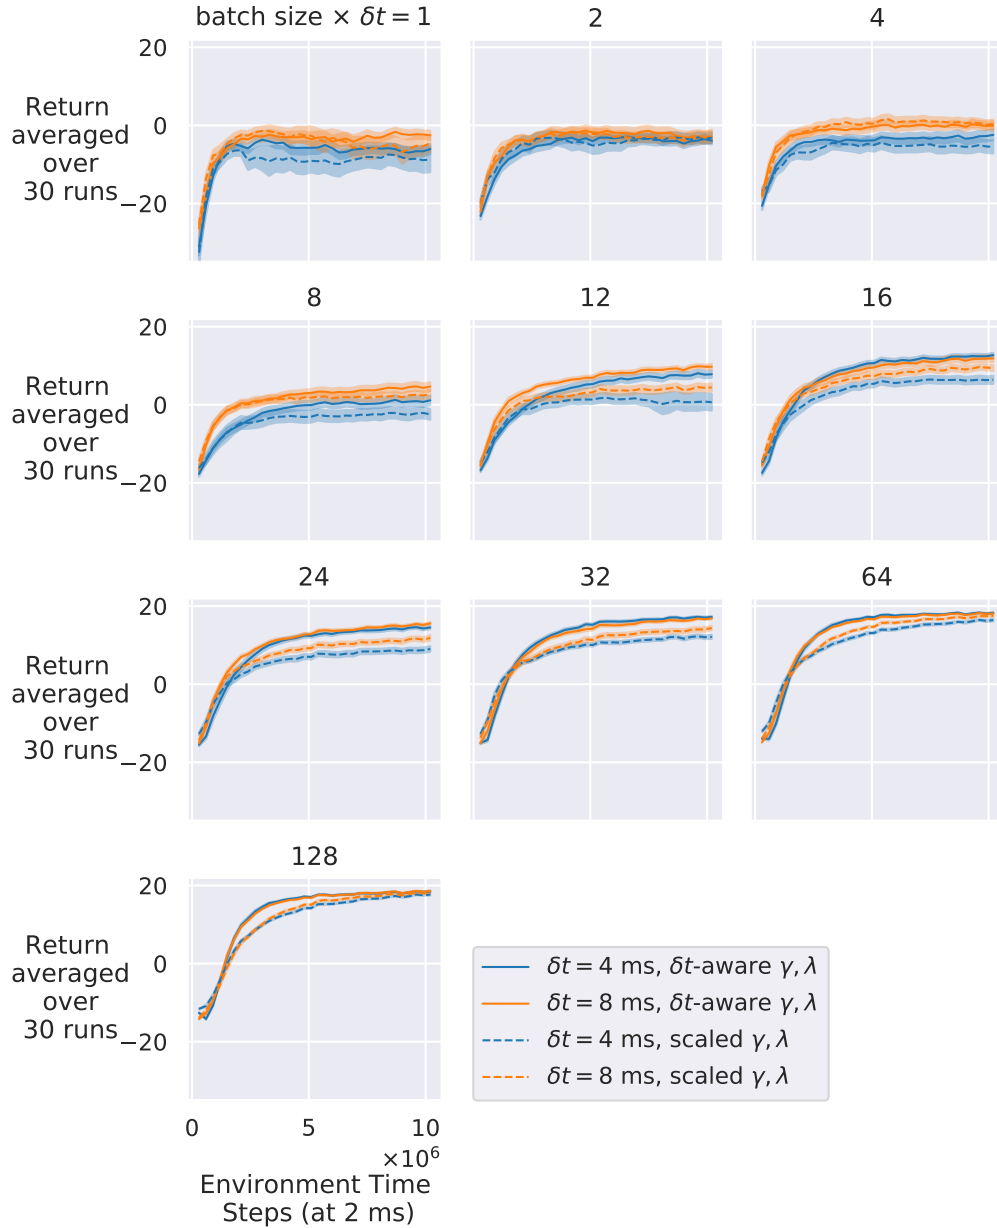 batch size × δt = 1
2
4
20
0
−20
Return
averaged
over
30 runs
8
12
16
20
0
−20
Return
averaged
over
30 runs
24
32
64
20
0
−20
Return
averaged
over
30 runs
128
20
0
−20
Return
averaged
over
30 runs
0 5 10
×10⁶
Environment Time
Steps (at 2 ms)
δt = 4 ms, δt-aware γ, λ
δt = 8 ms, δt-aware γ, λ
δt = 4 ms, scaled γ, λ
δt = 8 ms, scaled γ, λ